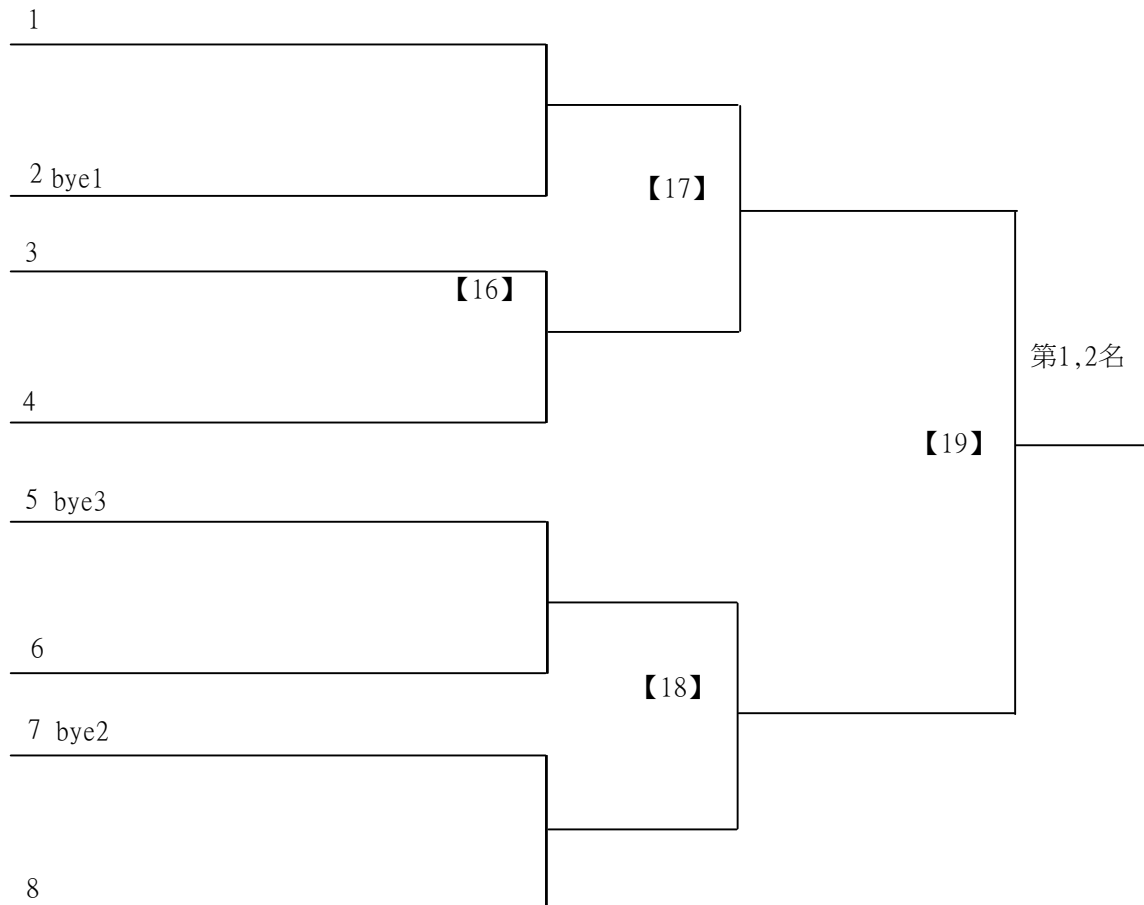 1
2 bye1
【17】
3
【16】
第1,2名
4
【19】
5 bye3
6
【18】
7 bye2
8